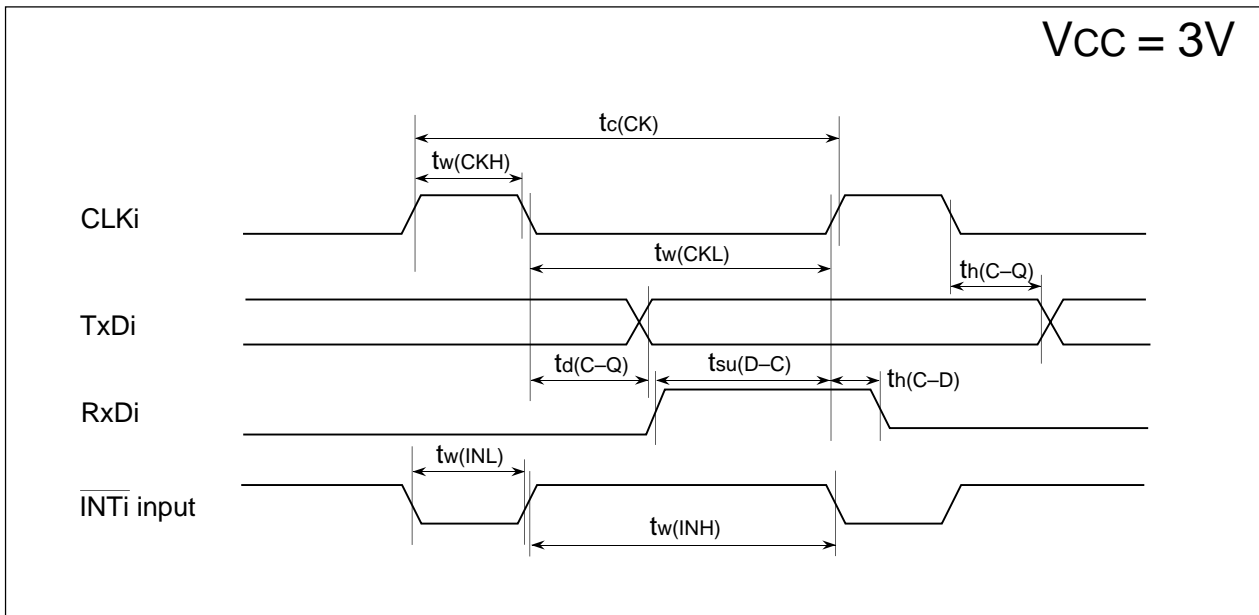 VCC = 3V
tc(CK)
tw(CKH)
CLKi
tw(CKL)
th(C–Q)
TxDi
td(C–Q)
tsu(D–C)
th(C–D)
RxDi
tw(INL)
INTi input
tw(INH)